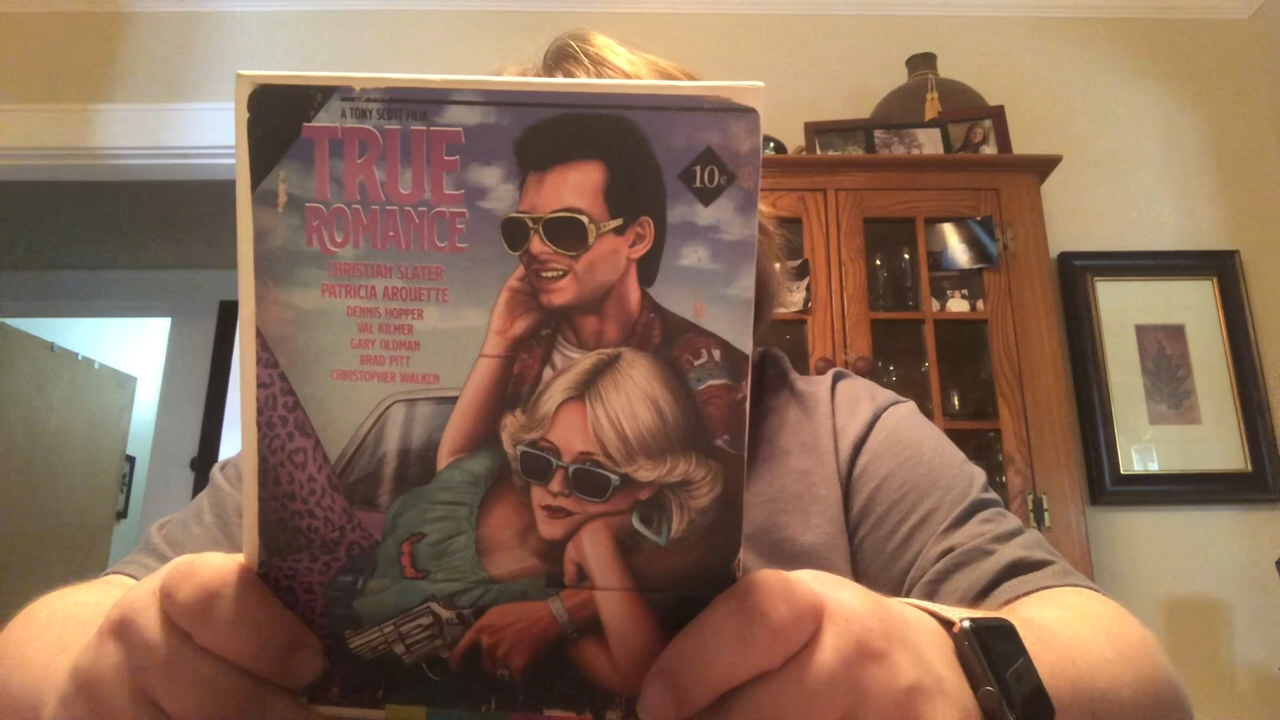 A TONY SCOTT FILM
TRUE
ROMANCE
10¢
CHRISTIAN SLATER
PATRICIA ARQUETTE
DENNIS HOPPER
VAL KILMER
GARY OLDMAN
BRAD PITT
CHRISTOPHER WALKEN